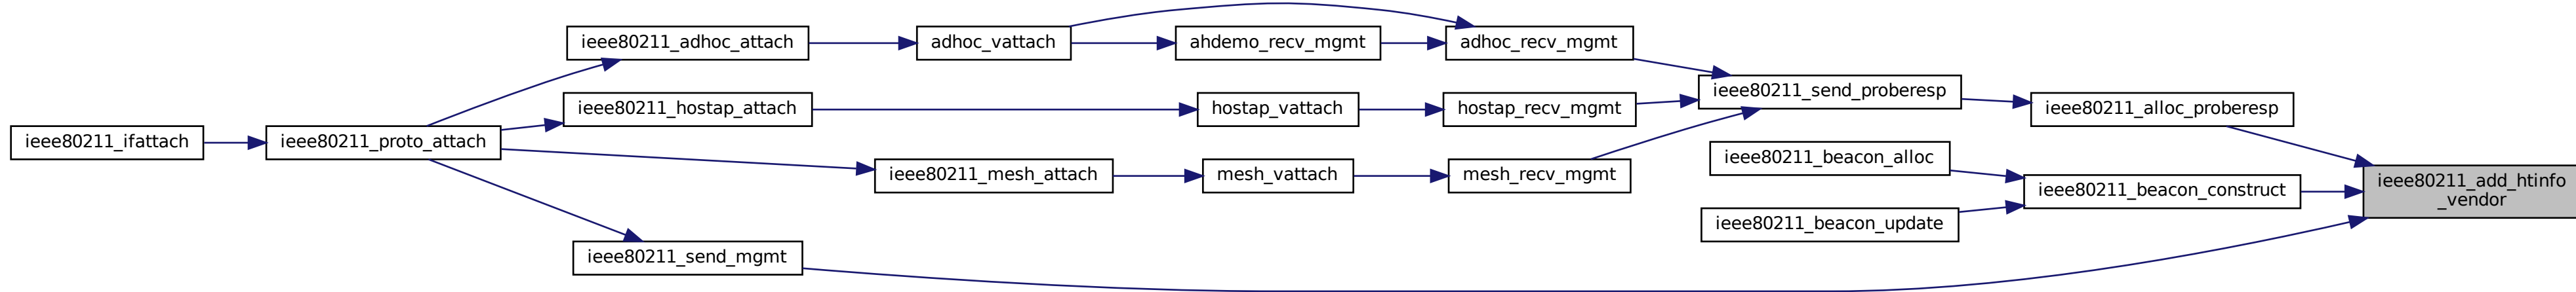 ieee80211_adhoc_attach
adhoc_vattach
ahdemo_recv_mgmt
adhoc_recv_mgmt
ieee80211_send_proberesp
ieee80211_hostap_attach
hostap_vattach
hostap_recv_mgmt
ieee80211_alloc_proberesp
ieee80211_ifattach
ieee80211_proto_attach
ieee80211_beacon_alloc
ieee80211_mesh_attach
mesh_vattach
mesh_recv_mgmt
ieee80211_beacon_construct
ieee80211_add_htinfo
_vendor
ieee80211_beacon_update
ieee80211_send_mgmt